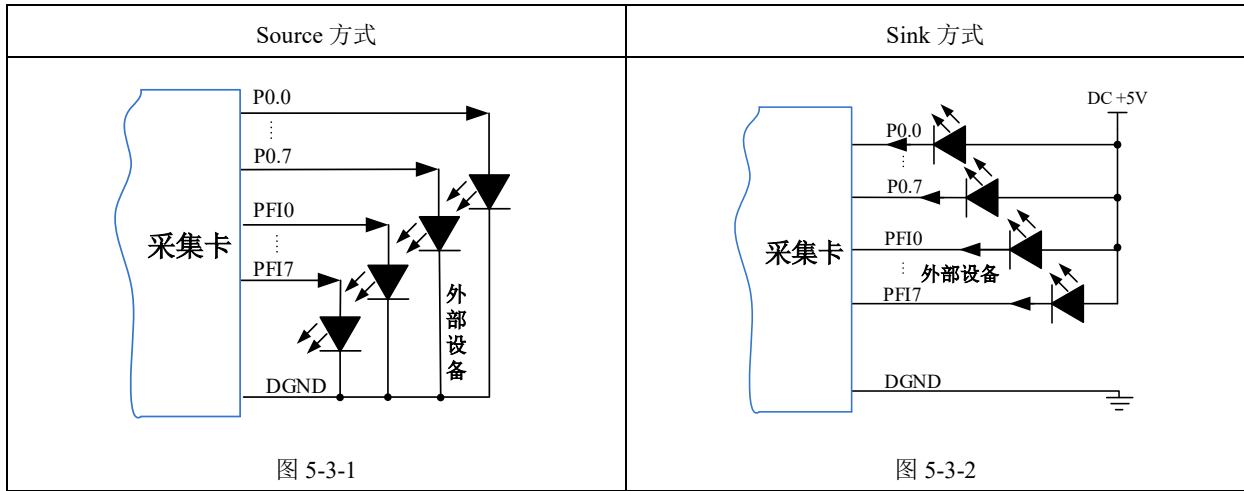 Source 方式
Sink 方式
P0.0
P0.7
PFI0
PFI7
采集卡
外部设备
DGND
图 5-3-1
DC +5V
P0.0
P0.7
PFI0
PFI7
采集卡
外部设备
DGND
图 5-3-2